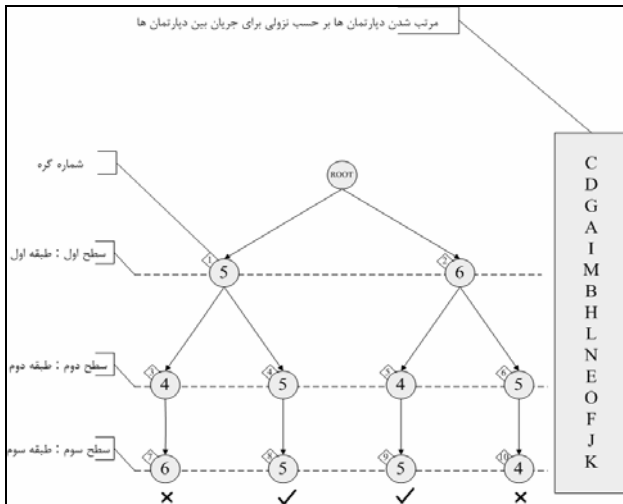 مرتب شدن دپارتمان ها بر حسب نزولی برای جریان بین دپارتمان ها
شماره گره
ROOT
سطح اول : طبقه اول
1
5
2
6
سطح دوم : طبقه دوم
3
4
4
5
5
4
6
5
سطح سوم : طبقه سوم
7
6
8
5
9
5
10
4
C
D
G
A
I
M
B
H
L
N
E
O
F
J
K